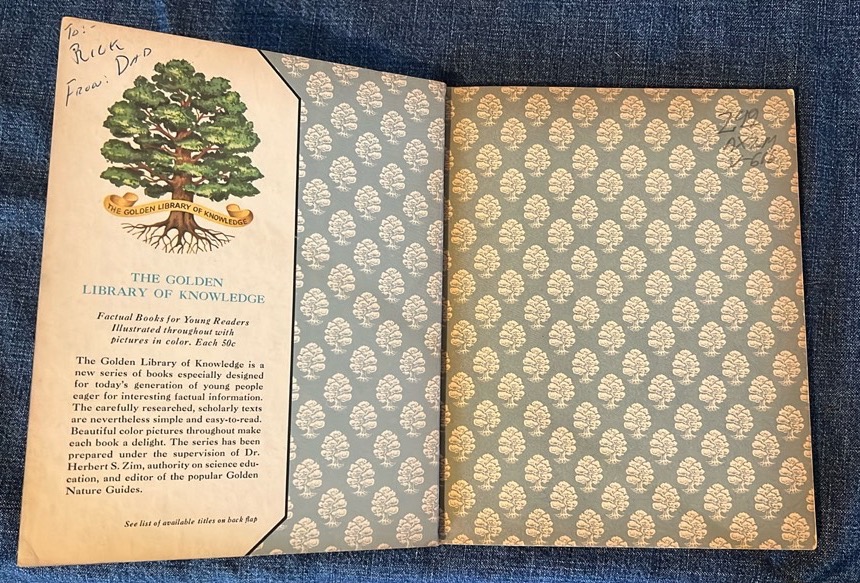 To:-
Rick
From: Dad
THE GOLDEN LIBRARY OF KNOWLEDGE
THE GOLDEN
LIBRARY OF KNOWLEDGE
Factual Books for Young Readers
Illustrated throughout with
pictures in color. Each 50c
The Golden Library of Knowledge is a
new series of books especially designed
for today's generation of young people
eager for interesting factual information.
The carefully researched, scholarly texts
are nevertheless simple and easy-to-read.
Beautiful color pictures throughout make
each book a delight. The series has been
prepared under the supervision of Dr.
Herbert S. Zim, authority on science edu-
cation, and editor of the popular Golden
Nature Guides.
See list of available titles on back flap